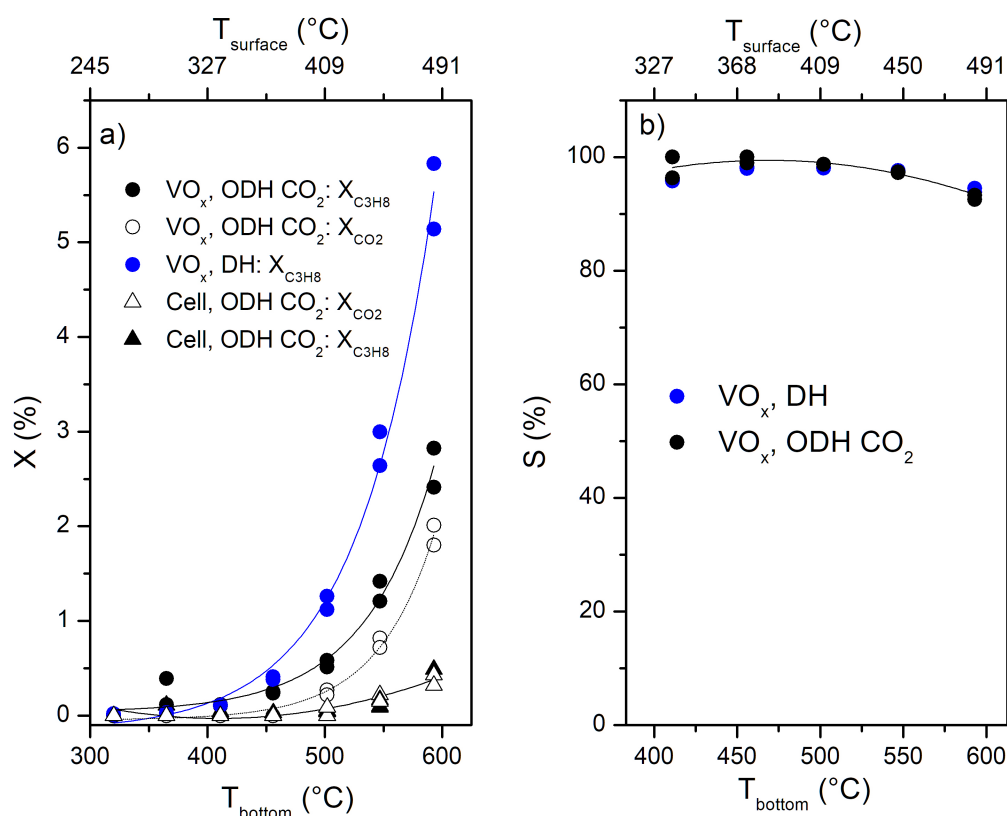 T_surface (°C)
245 327 409 491
a)
6
5
4
3
2
1
0
X (%)
VO_x, ODH CO_2: X_C3H8
VO_x, ODH CO_2: X_CO2
VO_x, DH: X_C3H8
Cell, ODH CO_2: X_CO2
Cell, ODH CO_2: X_C3H8
300 400 500 600
T_bottom (°C)
T_surface (°C)
327 368 409 450 491
b)
100
80
60
40
20
0
S (%)
VO_x, DH
VO_x, ODH CO_2
400 450 500 550 600
T_bottom (°C)